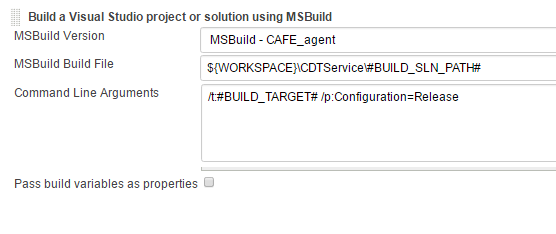 Build a Visual Studio project or solution using MSBuild
MSBuild Version
MSBuild - CAFE_agent
MSBuild Build File
${WORKSPACE}\CDTService\#BUILD_SLN_PATH#
Command Line Arguments
/t:#BUILD_TARGET# /p:Configuration=Release
Pass build variables as properties